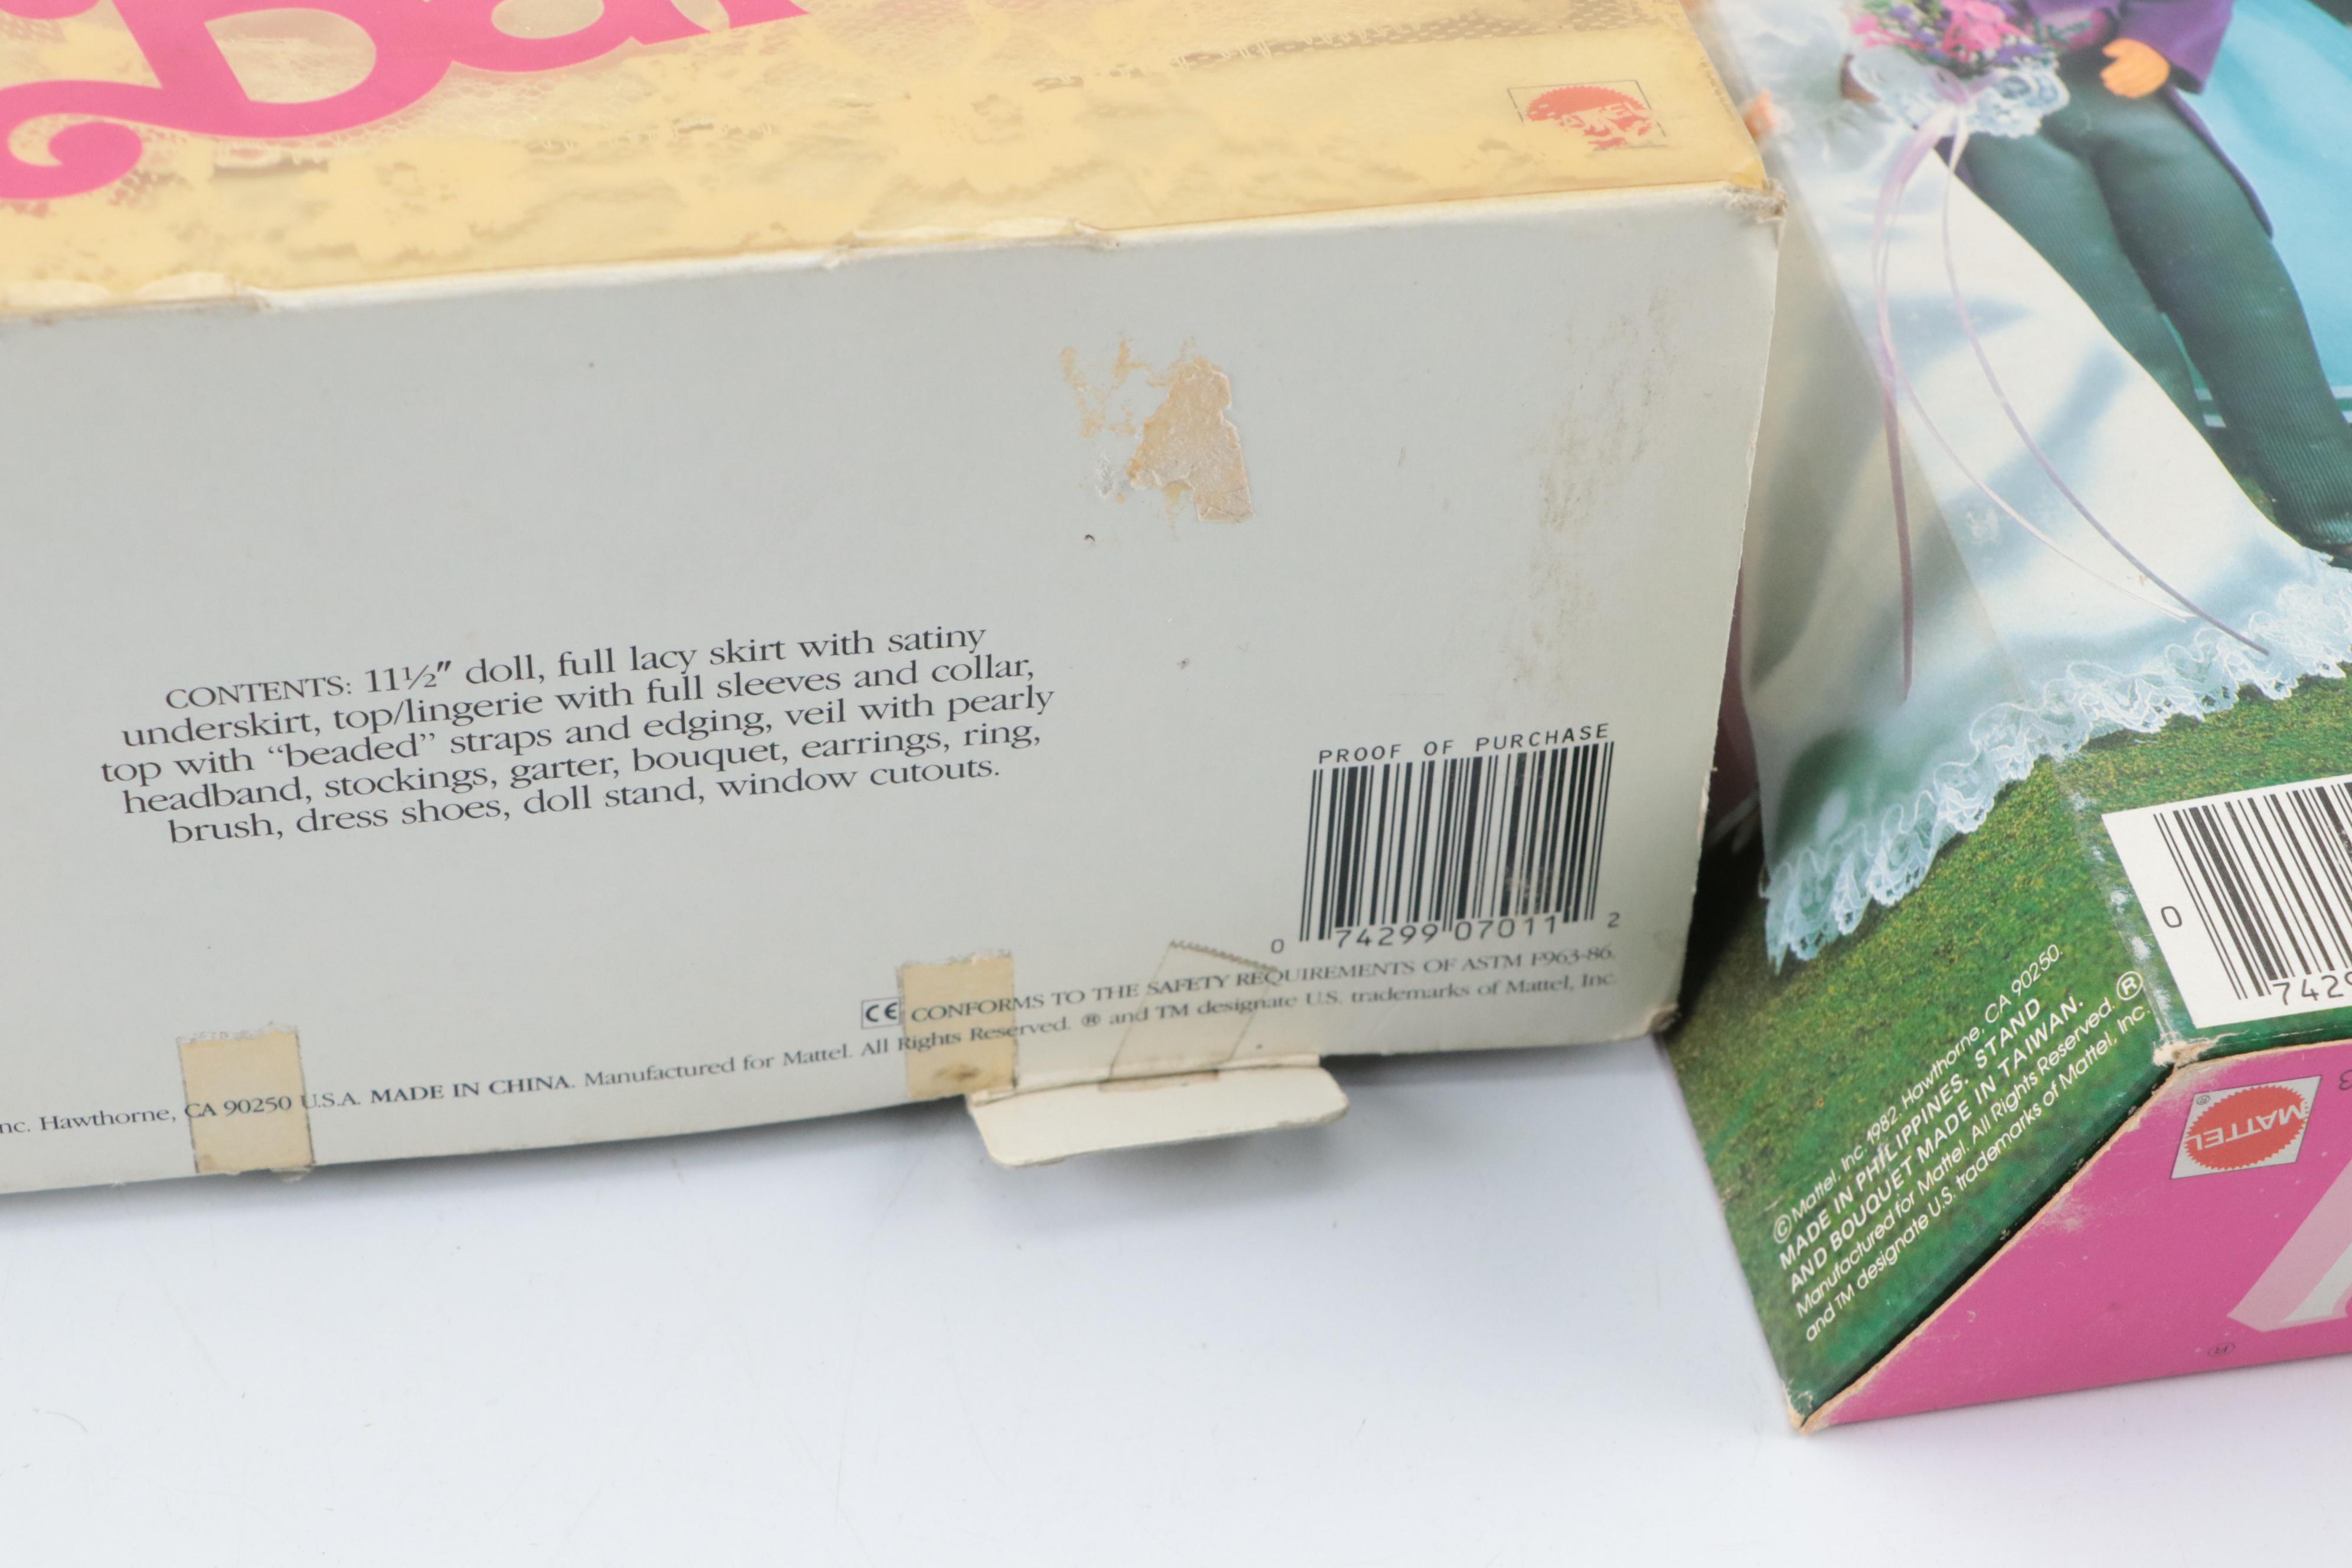 Bar
CONTENTS: 11½″ doll, full lacy skirt with satiny
underskirt, top/lingerie with full sleeves and collar,
top with “beaded” straps and edging, veil with pearly
headband, stockings, garter, bouquet, earrings, ring,
brush, dress shoes, doll stand, window cutouts.
PROOF OF PURCHASE
0 74299 07011 2
CE CONFORMS TO THE SAFETY REQUIREMENTS OF ASTM F963-86.
nc. Hawthorne, CA 90250 U.S.A. MADE IN CHINA. Manufactured for Mattel. All Rights Reserved. ® and TM designate U.S. trademarks of Mattel, Inc.
0 742
© Mattel, Inc. 1982. Hawthorne, CA 90250.
MADE IN PHILIPPINES. STAND
AND BOUQUET MADE IN TAIWAN.
Manufactured for Mattel. All Rights Reserved. ®
and TM designate U.S. trademarks of Mattel, Inc.
MATTEL
®
®